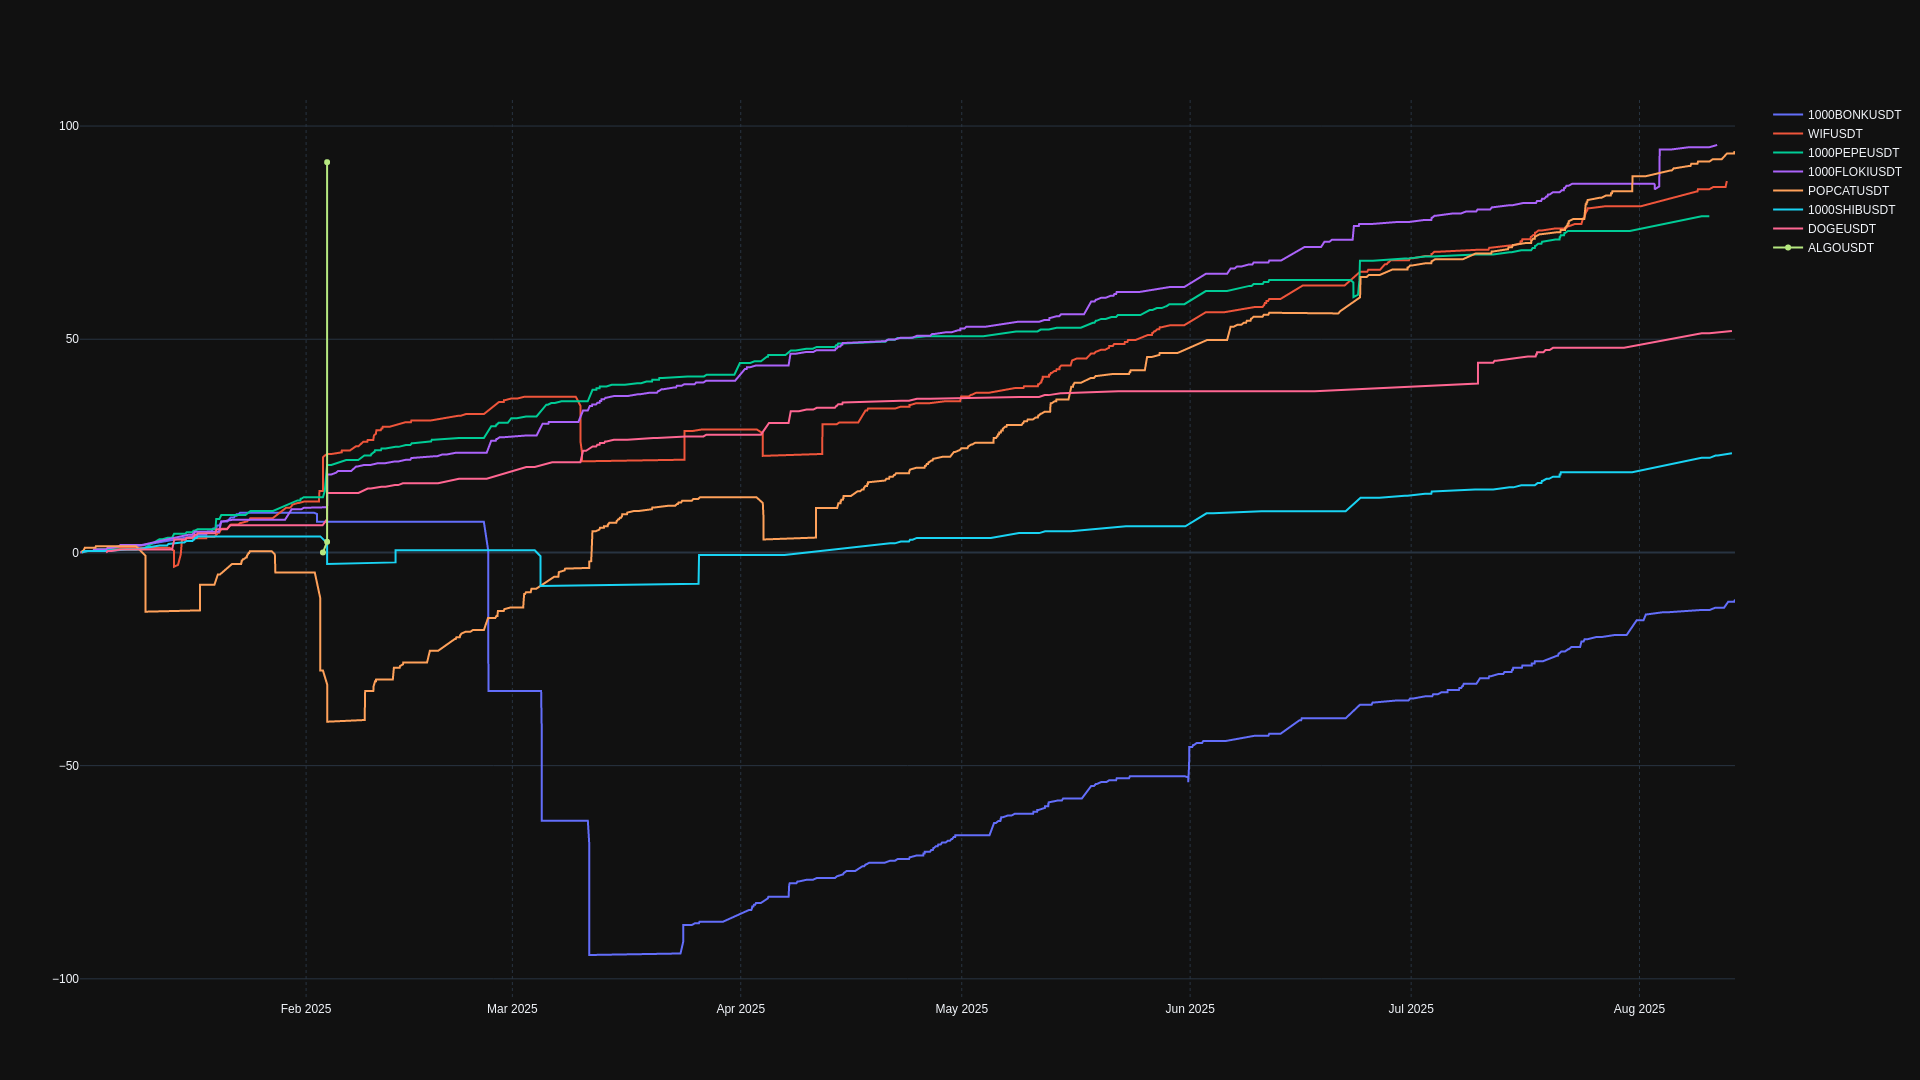 100
50
0
−50
−100
Feb 2025
Mar 2025
Apr 2025
May 2025
Jun 2025
Jul 2025
Aug 2025
1000BONKUSDT
WIFUSDT
1000PEPEUSDT
1000FLOKIUSDT
POPCATUSDT
1000SHIBUSDT
DOGEUSDT
ALGOUSDT